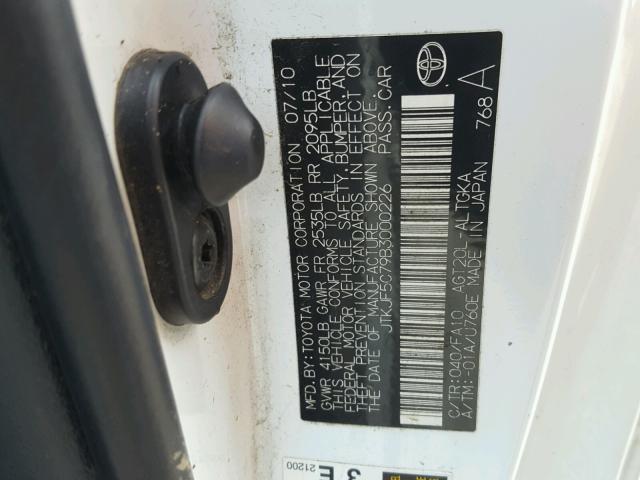 MFD.BY:TOYOTA MOTOR CORPORATION 07/10
GVWR 4150LB GAWR FR 2535LB RR 2095LB
THIS VEHICLE CONFORMS TO ALL APPLICABLE
FEDERAL MOTOR VEHICLE SAFETY, BUMPER, AND
THEFT PREVENTION STANDARDS IN EFFECT ON
THE DATE OF MANUFACTURE SHOWN ABOVE.
JTKJF5C79B3000226 PASS.CAR
C/TR:040/FA10 AGT20L-ALTGKA
A/TM:-01A/U760E MADE IN JAPAN 768 A
21200
3E